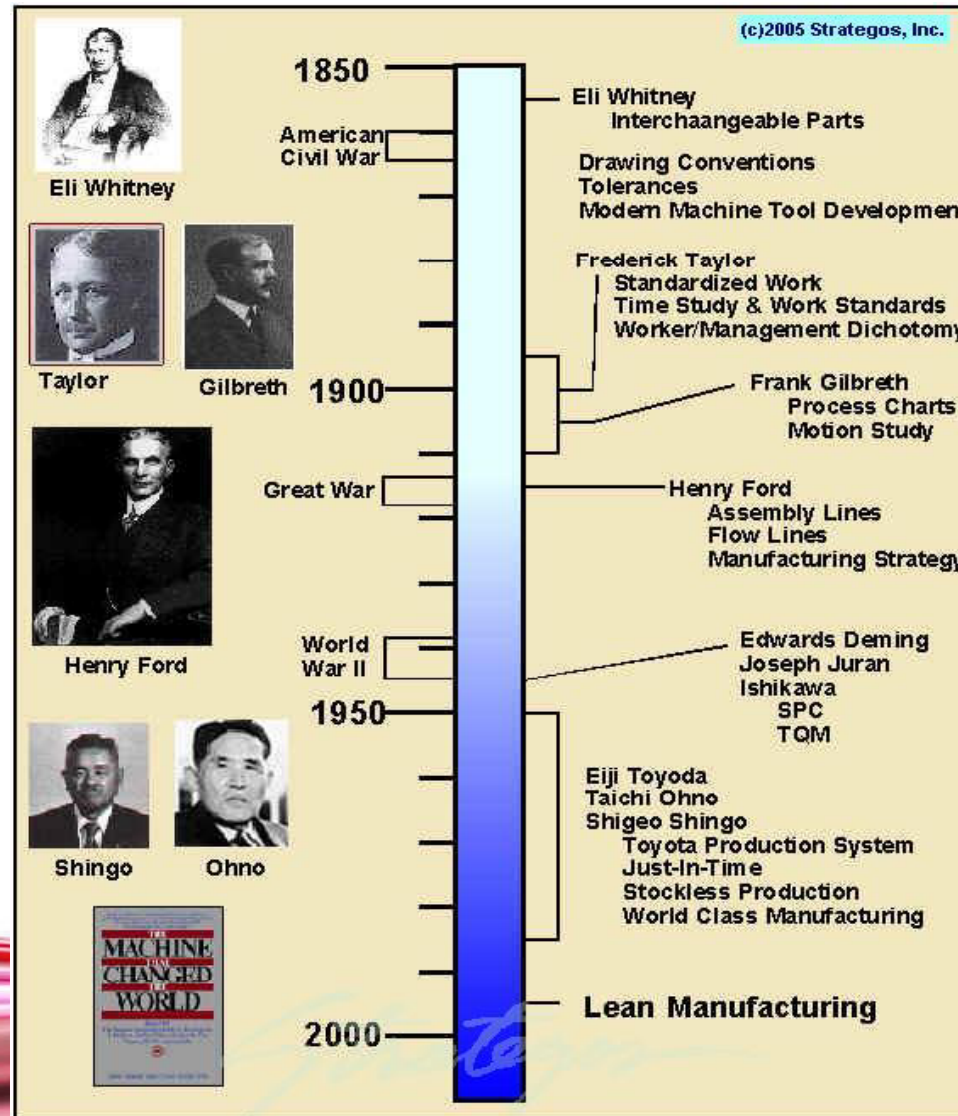 (c)2005 Strategos, Inc.
1850
Eli Whitney
Interchaangeable Parts
American
Civil War
Drawing Conventions
Tolerances
Modern Machine Tool Developmen
Eli Whitney
Frederick Taylor
Standardized Work
Time Study & Work Standards
Worker/Management Dichotomy
Taylor
Gilbreth
1900
Frank Gilbreth
Process Charts
Motion Study
Great War
Henry Ford
Assembly Lines
Flow Lines
Manufacturing Strategy
World
War II
Henry Ford
Edwards Deming
Joseph Juran
Ishikawa
SPC
TQM
1950
Eiji Toyoda
Taichi Ohno
Shigeo Shingo
Toyota Production System
Just-In-Time
Stockless Production
World Class Manufacturing
Shingo
Ohno
THE
MACHINE
THAT
CHANGED
THE
WORLD
Lean Manufacturing
2000
Strategos